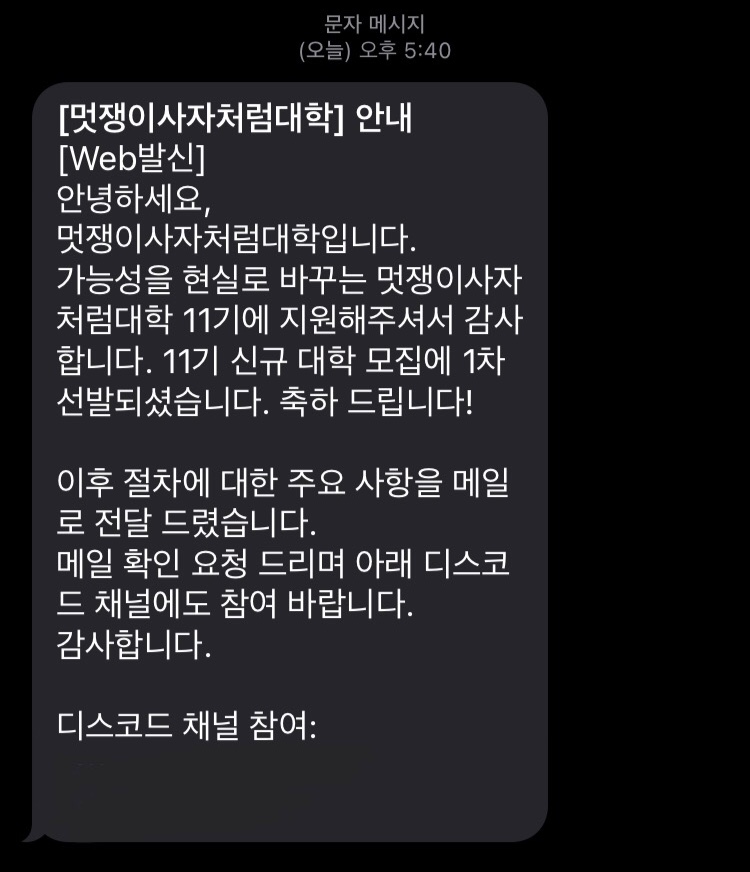 문자 메시지
(오늘) 오후 5:40
[멋쟁이사자처럼대학] 안내
[Web발신]
안녕하세요,
멋쟁이사자처럼대학입니다.
가능성을 현실로 바꾸는 멋쟁이사자
처럼대학 11기에 지원해주셔서 감사
합니다. 11기 신규 대학 모집에 1차
선발되셨습니다. 축하 드립니다!
이후 절차에 대한 주요 사항을 메일
로 전달 드렸습니다.
메일 확인 요청 드리며 아래 디스코
드 채널에도 참여 바랍니다.
감사합니다.
디스코드 채널 참여: